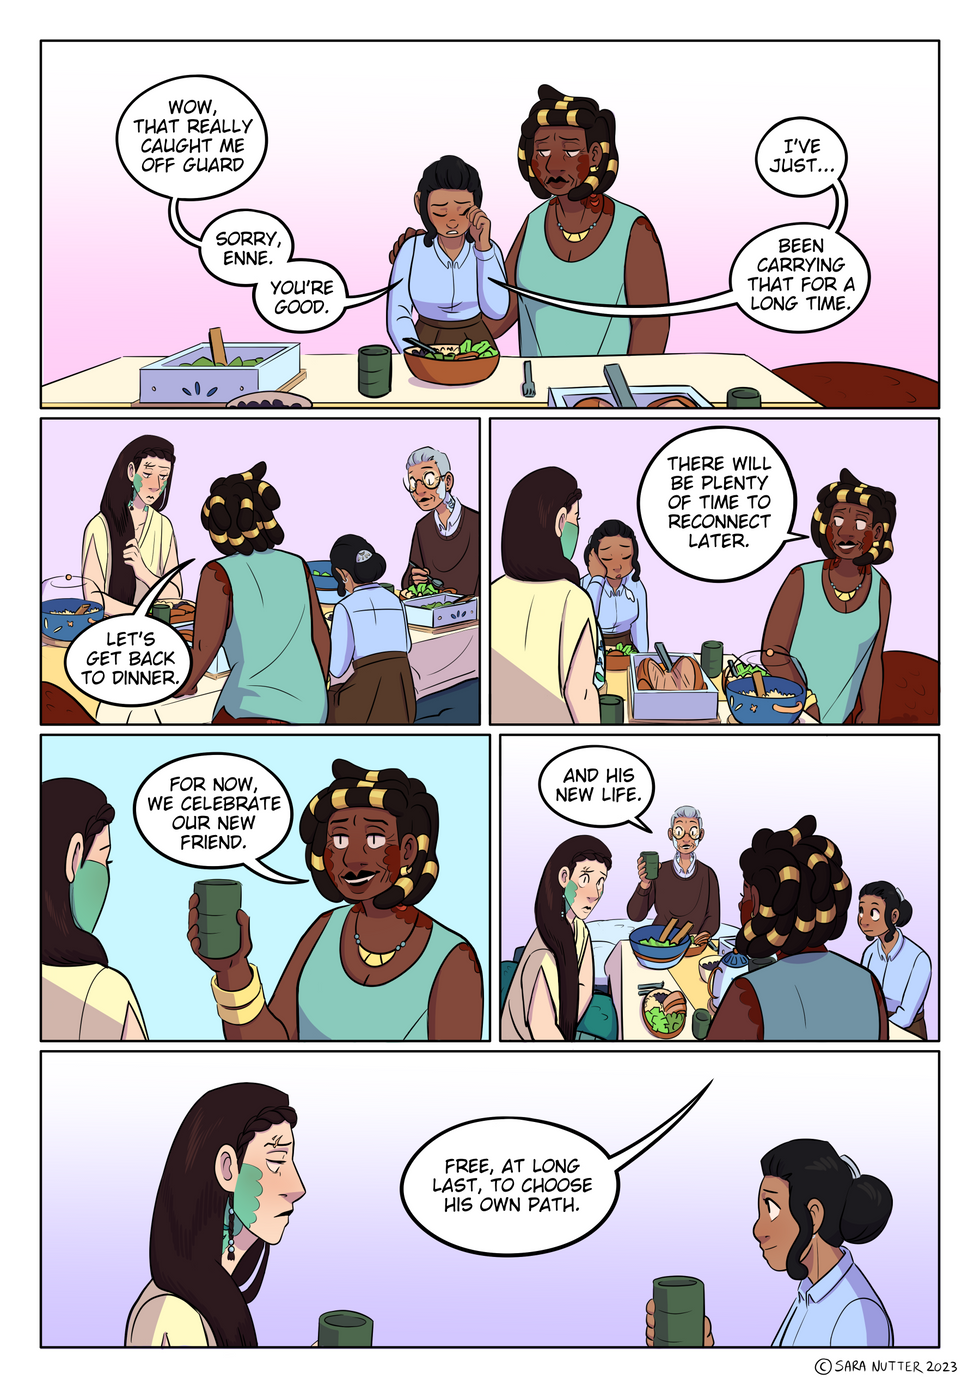 WOW,
THAT REALLY
CAUGHT ME
OFF GUARD
SORRY,
ENNE.
YOU'RE
GOOD.
I'VE
JUST...
BEEN
CARRYING
THAT FOR A
LONG TIME.
LET'S
GET BACK
TO DINNER.
THERE WILL
BE PLENTY
OF TIME TO
RECONNECT
LATER.
FOR NOW,
WE CELEBRATE
OUR NEW
FRIEND.
AND HIS
NEW LIFE.
FREE, AT LONG
LAST, TO CHOOSE
HIS OWN PATH.
© SARA NUTTER 2023